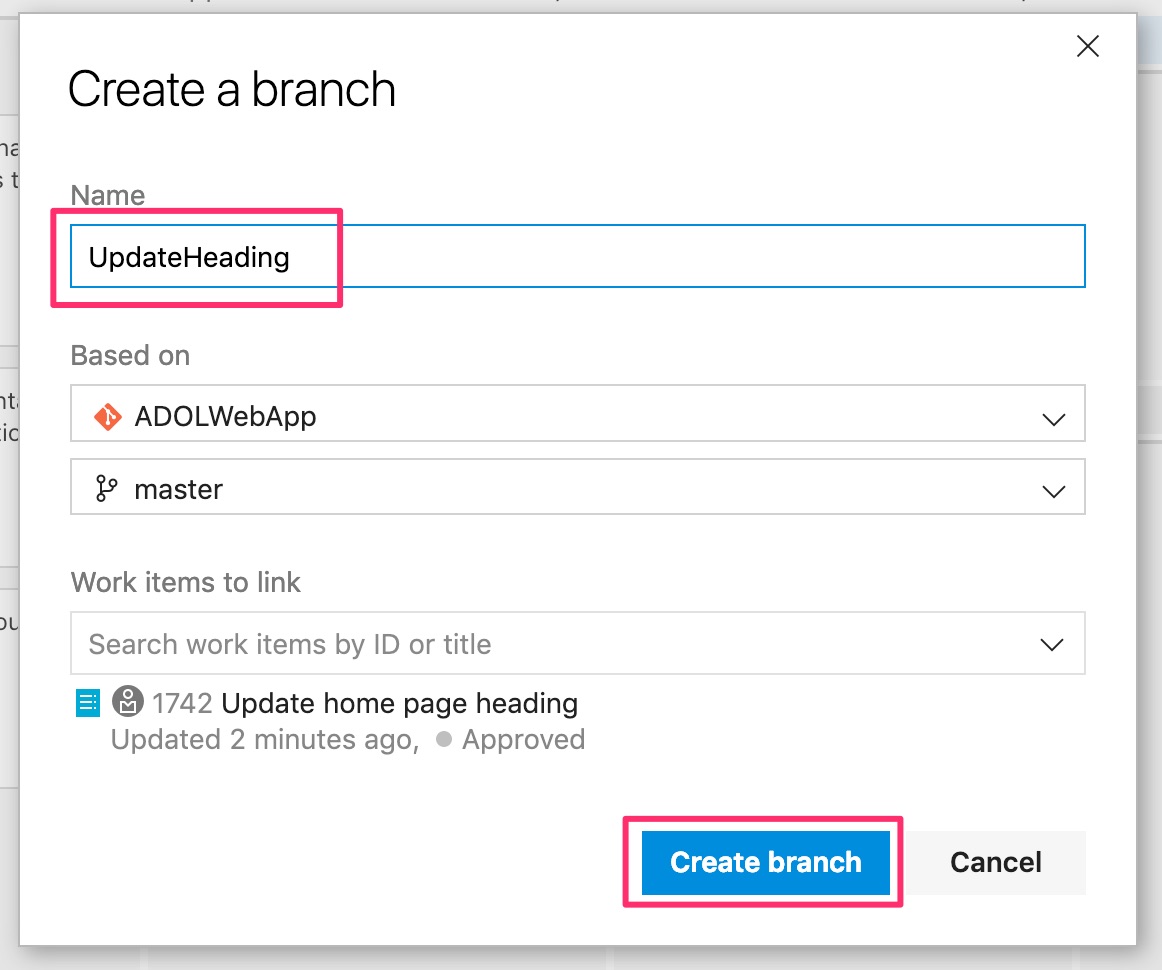 Create a branch
Name
UpdateHeading
Based on
ADOLWebApp
master
Work items to link
Search work items by ID or title
1742 Update home page heading
Updated 2 minutes ago, Approved
Create branch
Cancel